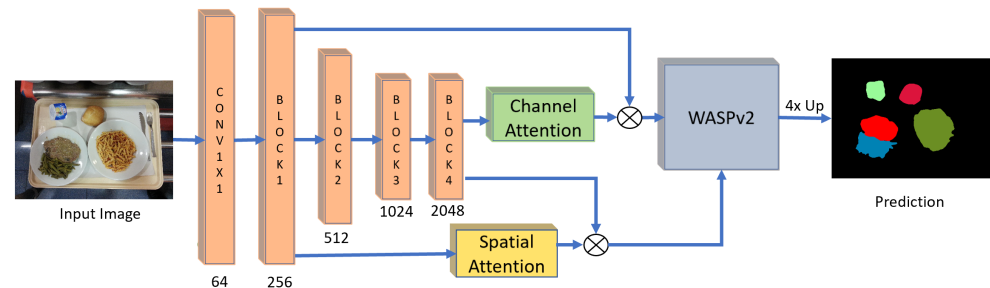 Input Image
CONV1X1
64
BLOCK1
256
BLOCK2
512
BLOCK3
1024
BLOCK4
2048
Channel
Attention
Spatial
Attention
WASPv2
4x Up
Prediction